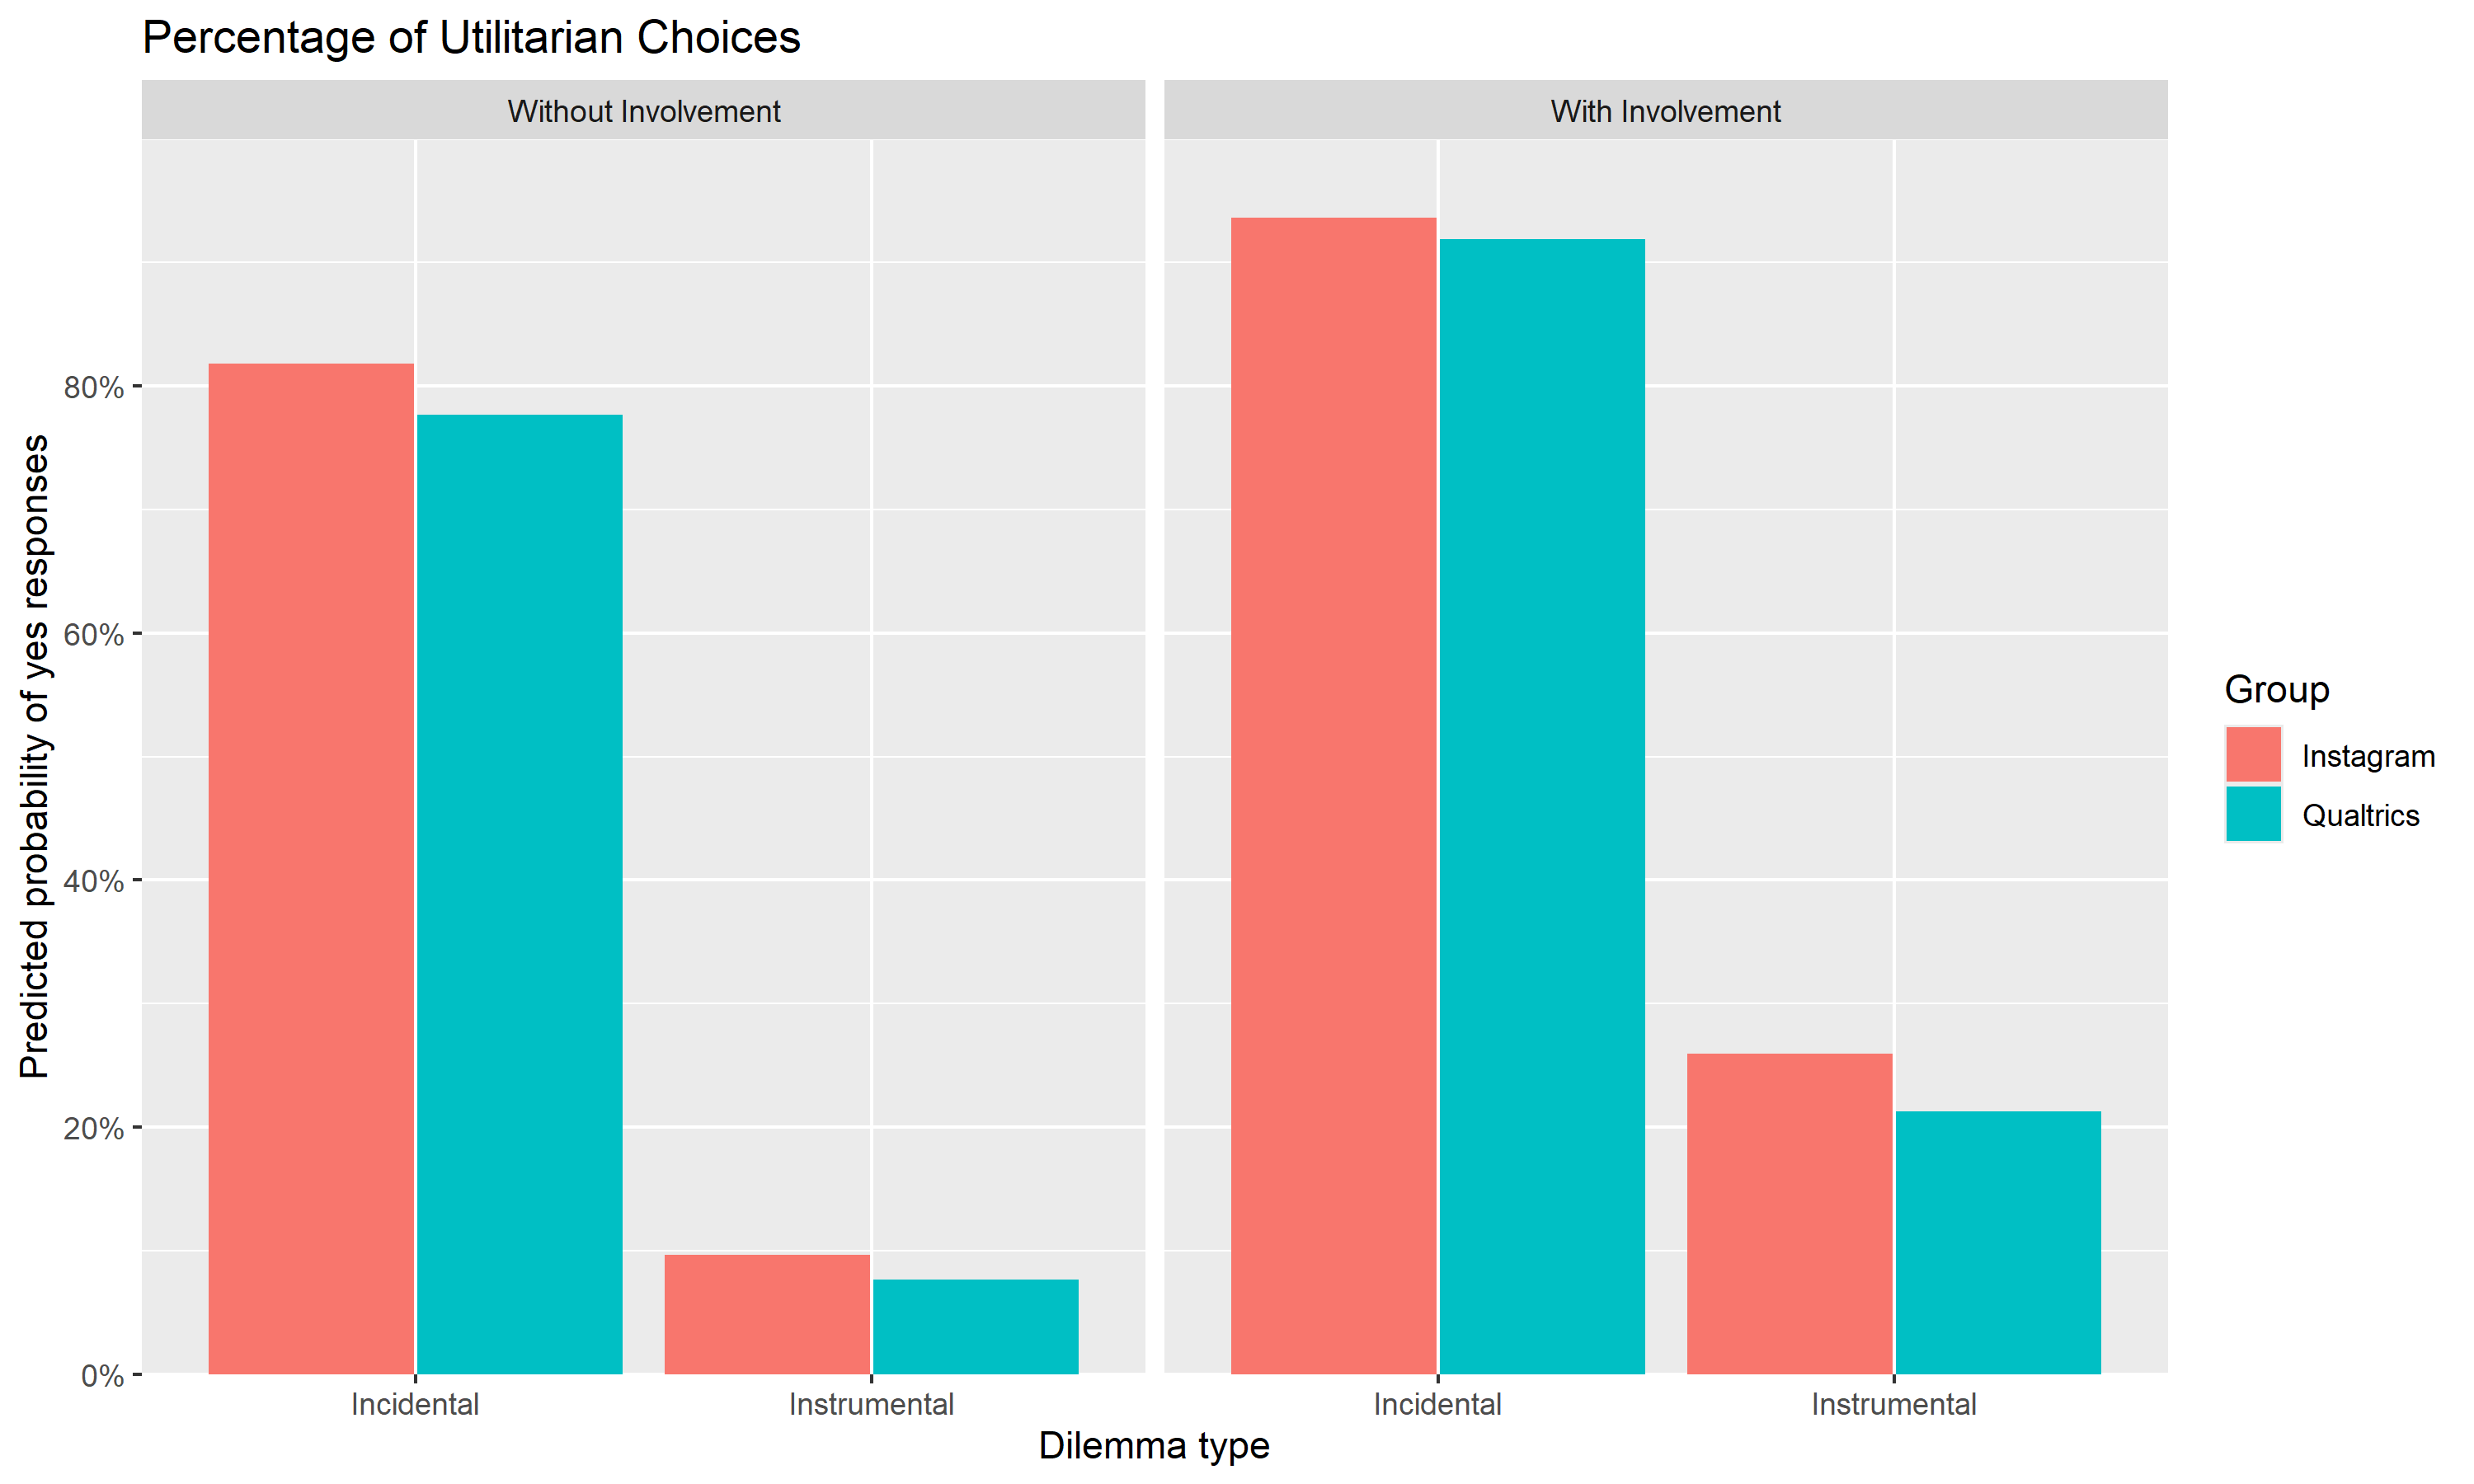 Percentage of Utilitarian Choices
Without Involvement
With Involvement
Predicted probability of yes responses
80%
60%
40%
20%
0%
Incidental
Instrumental
Incidental
Instrumental
Dilemma type
Group
Instagram
Qualtrics